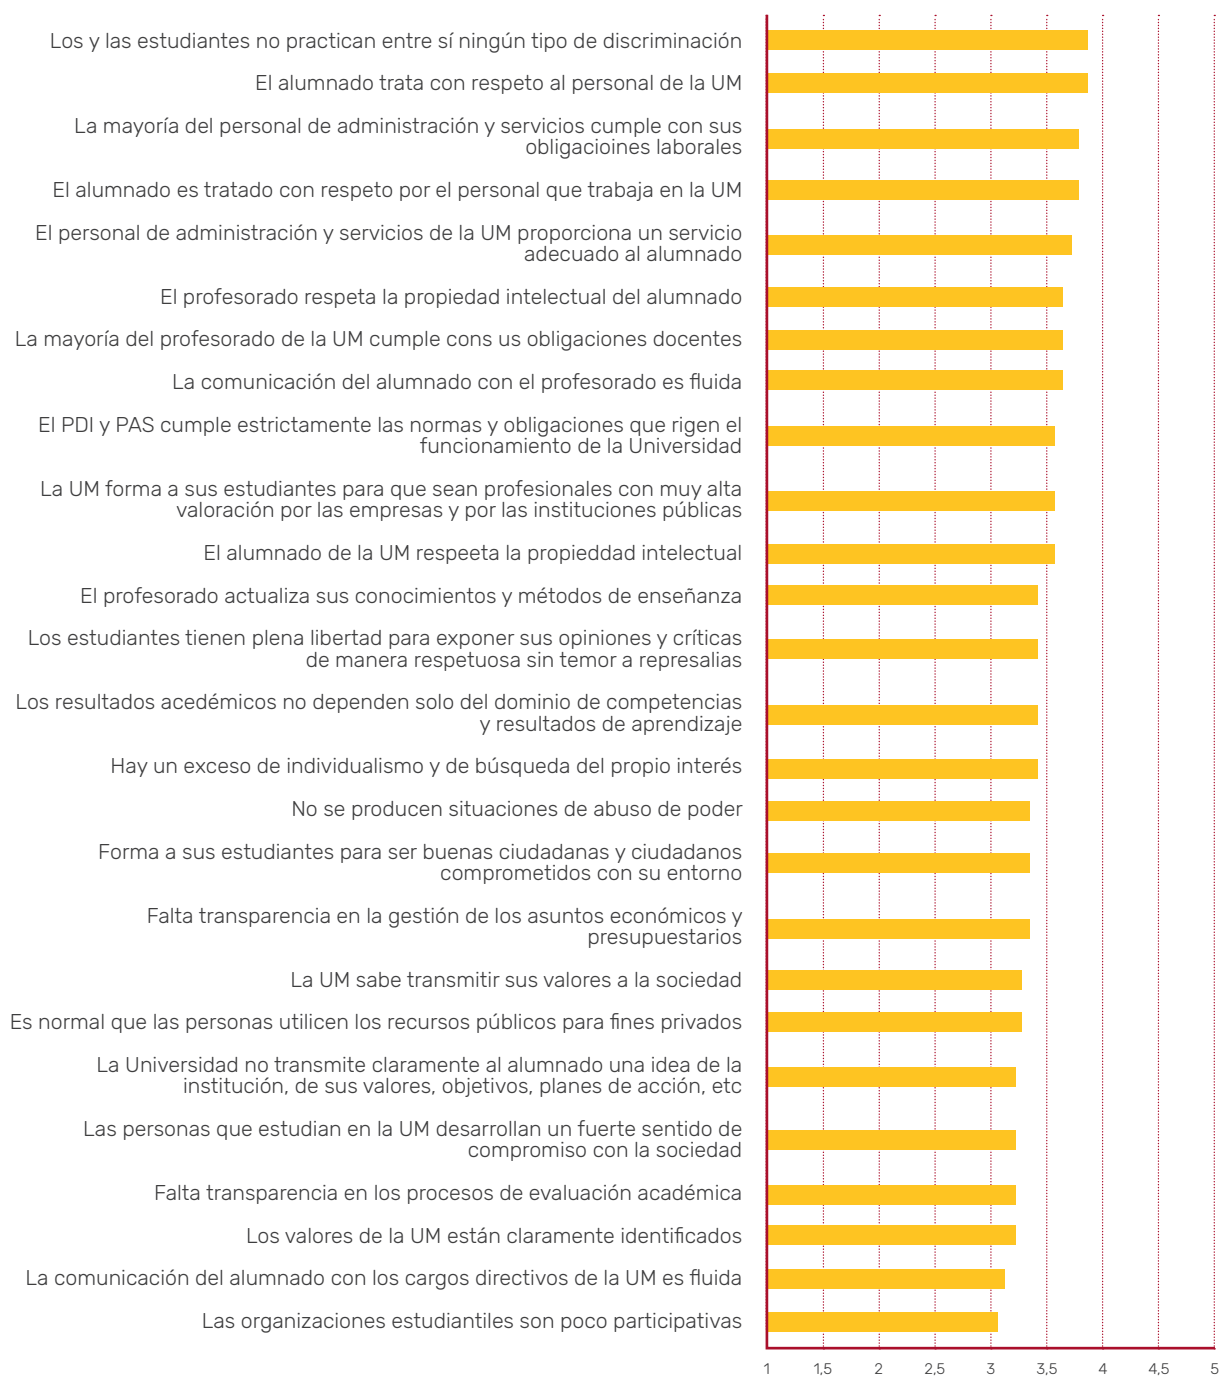 Los y las estudiantes no practican entre sí ningún tipo de discriminación
El alumnado trata con respeto al personal de la UM
La mayoría del personal de administración y servicios cumple con sus
obligacioines laborales
El alumnado es tratado con respeto por el personal que trabaja en la UM
El personal de administración y servicios de la UM proporciona un servicio
adecuado al alumnado
El profesorado respeta la propiedad intelectual del alumnado
La mayoría del profesorado de la UM cumple cons us obligaciones docentes
La comunicación del alumnado con el profesorado es fluida
El PDI y PAS cumple estrictamente las normas y obligaciones que rigen el
funcionamiento de la Universidad
La UM forma a sus estudiantes para que sean profesionales con muy alta
valoración por las empresas y por las instituciones públicas
El alumnado de la UM respeeta la propieddad intelectual
El profesorado actualiza sus conocimientos y métodos de enseñanza
Los estudiantes tienen plena libertad para exponer sus opiniones y críticas
de manera respetuosa sin temor a represalias
Los resultados acedémicos no dependen solo del dominio de competencias
y resultados de aprendizaje
Hay un exceso de individualismo y de búsqueda del propio interés
No se producen situaciones de abuso de poder
Forma a sus estudiantes para ser buenas ciudadanas y ciudadanos
comprometidos con su entorno
Falta transparencia en la gestión de los asuntos económicos y
presupuestarios
La UM sabe transmitir sus valores a la sociedad
Es normal que las personas utilicen los recursos públicos para fines privados
La Universidad no transmite claramente al alumnado una idea de la
institución, de sus valores, objetivos, planes de acción, etc
Las personas que estudian en la UM desarrollan un fuerte sentido de
compromiso con la sociedad
Falta transparencia en los procesos de evaluación académica
Los valores de la UM están claramente identificados
La comunicación del alumnado con los cargos directivos de la UM es fluida
Las organizaciones estudiantiles son poco participativas
1 1,5 2 2,5 3 3,5 4 4,5 5